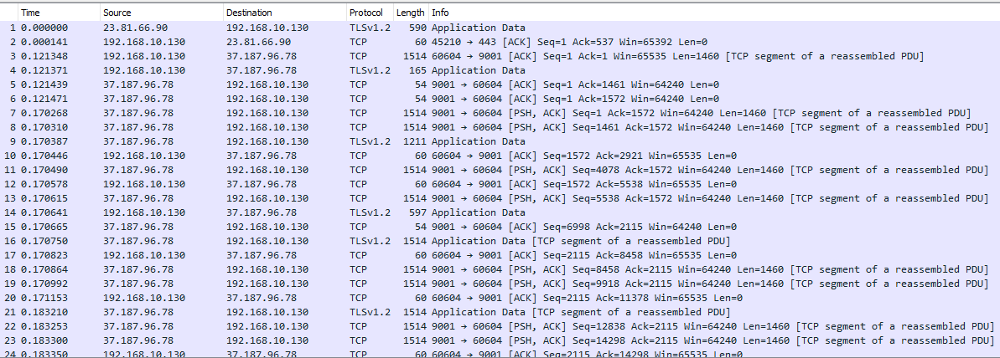 Time Source Destination Protocol Length Info
1 0.000000 23.81.66.90 192.168.10.130 TLSv1.2 590 Application Data
2 0.000141 192.168.10.130 23.81.66.90 TCP 60 45210 → 443 [ACK] Seq=1 Ack=537 Win=65392 Len=0
3 0.121348 192.168.10.130 37.187.96.78 TCP 1514 60604 → 9001 [ACK] Seq=1 Ack=1 Win=65535 Len=1460 [TCP segment of a reassembled PDU]
4 0.121371 192.168.10.130 37.187.96.78 TLSv1.2 165 Application Data
5 0.121439 37.187.96.78 192.168.10.130 TCP 54 9001 → 60604 [ACK] Seq=1 Ack=1461 Win=64240 Len=0
6 0.121471 37.187.96.78 192.168.10.130 TCP 54 9001 → 60604 [ACK] Seq=1 Ack=1572 Win=64240 Len=0
7 0.170268 37.187.96.78 192.168.10.130 TCP 1514 9001 → 60604 [PSH, ACK] Seq=1 Ack=1572 Win=64240 Len=1460 [TCP segment of a reassembled PDU]
8 0.170310 37.187.96.78 192.168.10.130 TCP 1514 9001 → 60604 [PSH, ACK] Seq=1461 Ack=1572 Win=64240 Len=1460 [TCP segment of a reassembled PDU]
9 0.170387 37.187.96.78 192.168.10.130 TLSv1.2 1211 Application Data
10 0.170446 192.168.10.130 37.187.96.78 TCP 60 60604 → 9001 [ACK] Seq=1572 Ack=2921 Win=65535 Len=0
11 0.170490 37.187.96.78 192.168.10.130 TCP 1514 9001 → 60604 [PSH, ACK] Seq=4078 Ack=1572 Win=64240 Len=1460 [TCP segment of a reassembled PDU]
12 0.170578 192.168.10.130 37.187.96.78 TCP 60 60604 → 9001 [ACK] Seq=1572 Ack=5538 Win=65535 Len=0
13 0.170615 37.187.96.78 192.168.10.130 TCP 1514 9001 → 60604 [PSH, ACK] Seq=5538 Ack=1572 Win=64240 Len=1460 [TCP segment of a reassembled PDU]
14 0.170641 192.168.10.130 37.187.96.78 TLSv1.2 597 Application Data
15 0.170665 37.187.96.78 192.168.10.130 TCP 54 9001 → 60604 [ACK] Seq=6998 Ack=2115 Win=64240 Len=0
16 0.170750 37.187.96.78 192.168.10.130 TLSv1.2 1514 Application Data [TCP segment of a reassembled PDU]
17 0.170823 192.168.10.130 37.187.96.78 TCP 60 60604 → 9001 [ACK] Seq=2115 Ack=8458 Win=65535 Len=0
18 0.170864 37.187.96.78 192.168.10.130 TCP 1514 9001 → 60604 [PSH, ACK] Seq=8458 Ack=2115 Win=64240 Len=1460 [TCP segment of a reassembled PDU]
19 0.170992 37.187.96.78 192.168.10.130 TCP 1514 9001 → 60604 [PSH, ACK] Seq=9918 Ack=2115 Win=64240 Len=1460 [TCP segment of a reassembled PDU]
20 0.171153 192.168.10.130 37.187.96.78 TCP 60 60604 → 9001 [ACK] Seq=2115 Ack=11378 Win=65535 Len=0
21 0.183210 37.187.96.78 192.168.10.130 TLSv1.2 1514 Application Data [TCP segment of a reassembled PDU]
22 0.183253 37.187.96.78 192.168.10.130 TCP 1514 9001 → 60604 [PSH, ACK] Seq=12838 Ack=2115 Win=64240 Len=1460 [TCP segment of a reassembled PDU]
23 0.183300 37.187.96.78 192.168.10.130 TCP 1514 9001 → 60604 [PSH, ACK] Seq=14298 Ack=2115 Win=64240 Len=1460 [TCP segment of a reassembled PDU]
24 0.183350 192.168.10.130 37.187.96.78 TCP 60 60604 → 9001 [ACK] Seq=2115 Ack=14298 Win=65535 Len=0